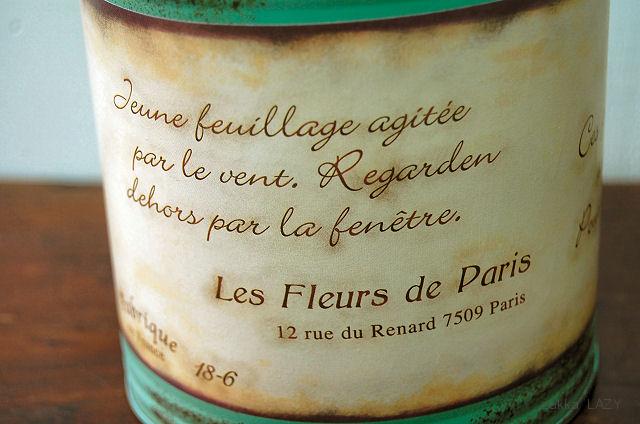 Jeune feuillage agitée
par le vent. Regarden
dehors par la fenêtre.
Les Fleurs de Paris
12 rue du Renard 7509 Paris
18-6